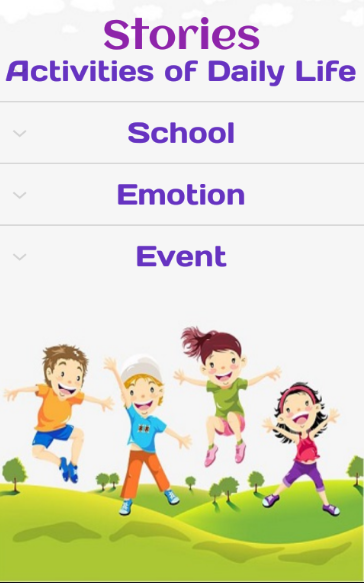 Stories
Activities of Daily Life
School
Emotion
Event